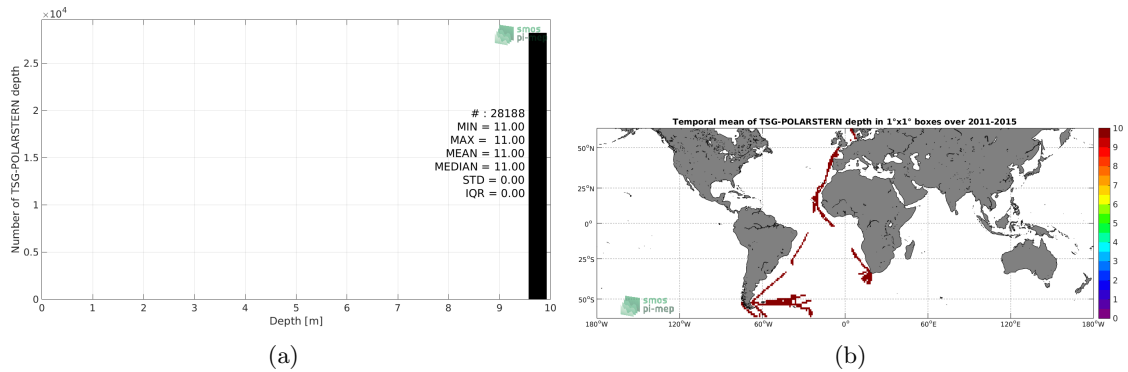 ×10⁴
smos
pi-mep
Number of TSG-POLARSTERN depth
2.5
2
1.5
1
0.5
0
# : 28188
MIN = 11.00
MAX = 11.00
MEAN = 11.00
MEDIAN = 11.00
STD = 0.00
IQR = 0.00
0 1 2 3 4 5 6 7 8 9 10
Depth [m]
(a)
Temporal mean of TSG-POLARSTERN depth in 1°x1° boxes over 2011-2015
50°N
25°N
0°
25°S
50°S
180°W 120°W 60°W 0°E 60°E 120°E 180°W
smos
pi-mep
10
9
8
7
6
5
4
3
2
1
0
(b)